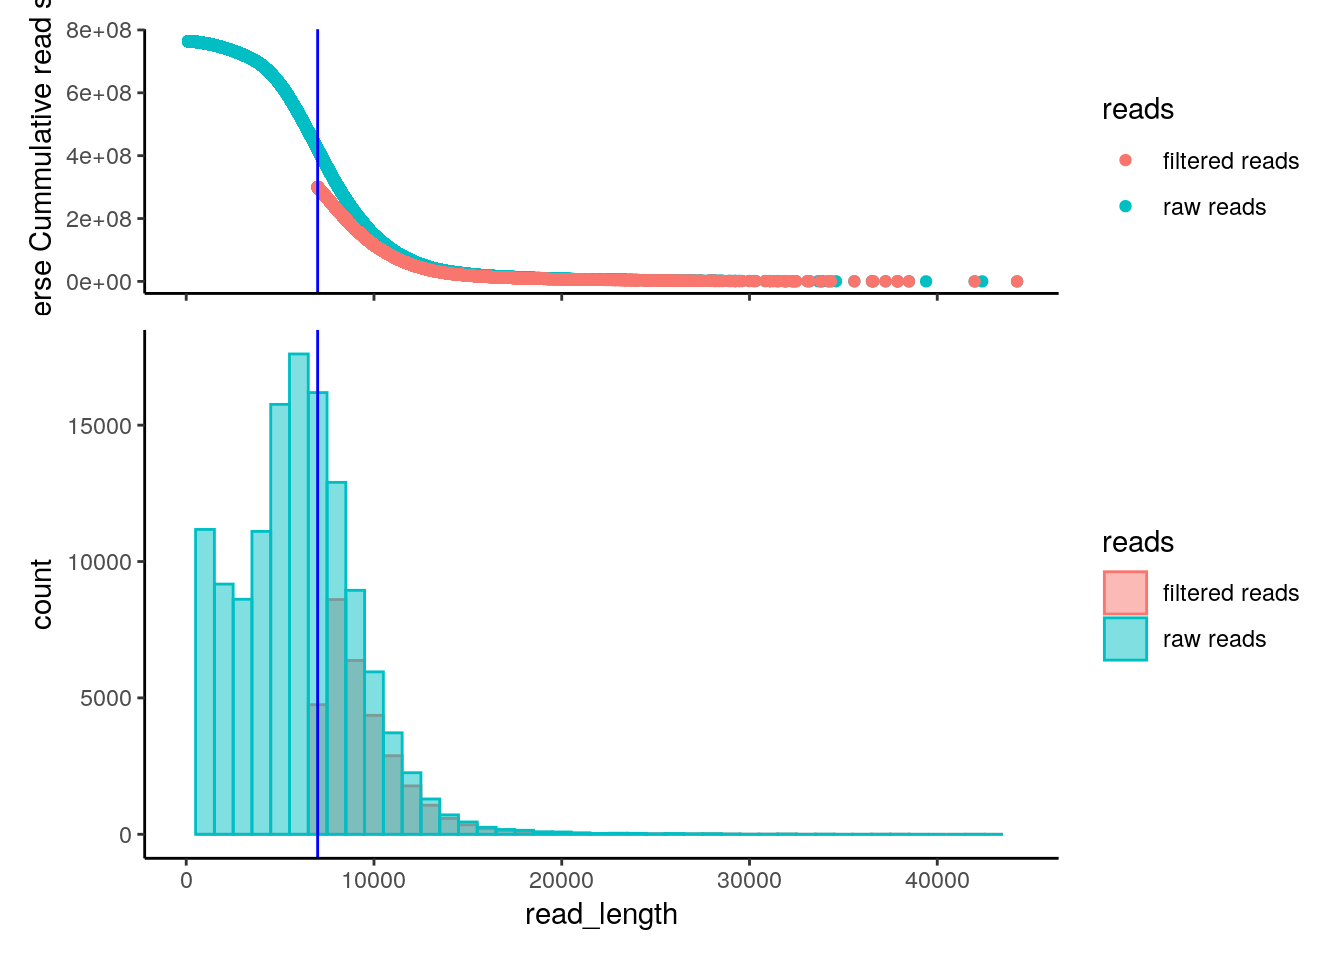 erse Cummulative read s
8e+08
6e+08
4e+08
2e+08
0e+00
reads
filtered reads
raw reads
count
15000
10000
5000
0
0
10000
20000
30000
40000
read_length
reads
filtered reads
raw reads